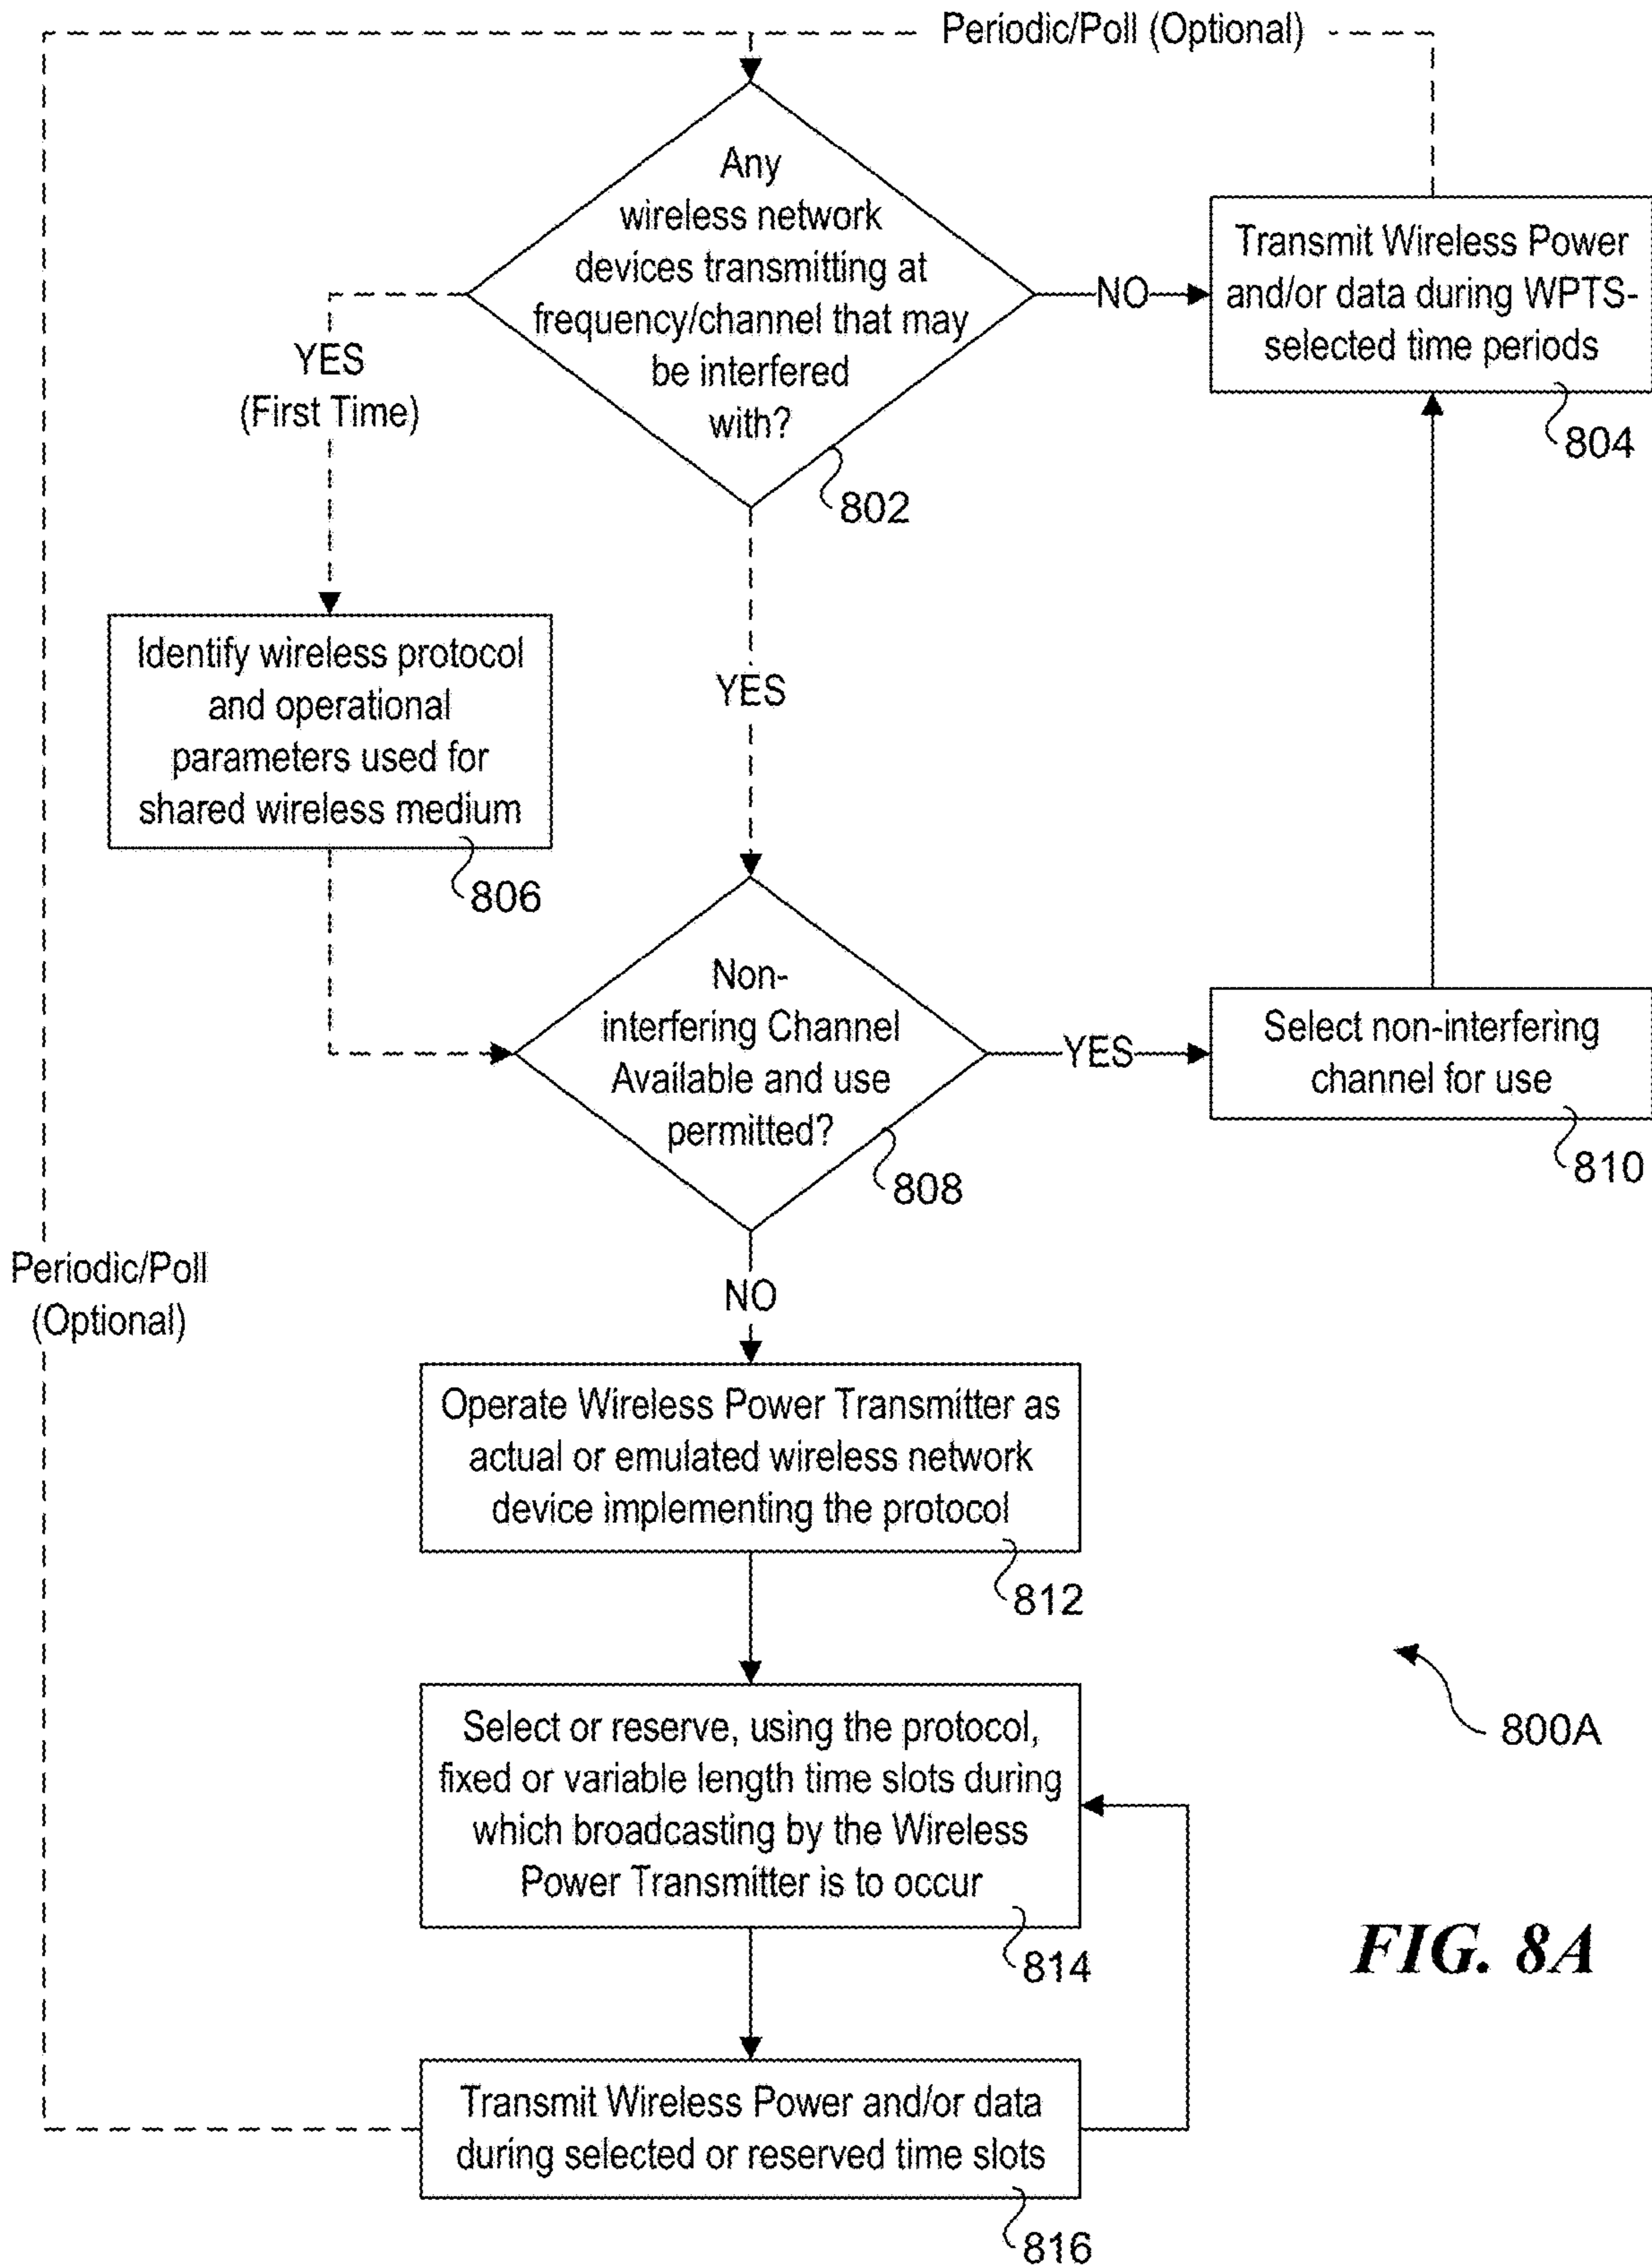 Periodic/Poll (Optional)
Any
wireless network
devices transmitting at
frequency/channel that may
be interfered
with?
802
NO
Transmit Wireless Power
and/or data during WPTS-
selected time periods
804
YES
(First Time)
Identify wireless protocol
and operational
parameters used for
shared wireless medium
806
YES
Non-
interfering Channel
Available and use
permitted?
808
YES
Select non-interfering
channel for use
810
Periodic/Poll
(Optional)
NO
Operate Wireless Power Transmitter as
actual or emulated wireless network
device implementing the protocol
812
Select or reserve, using the protocol,
fixed or variable length time slots during
which broadcasting by the Wireless
Power Transmitter is to occur
814
800A
FIG. 8A
Transmit Wireless Power and/or data
during selected or reserved time slots
816